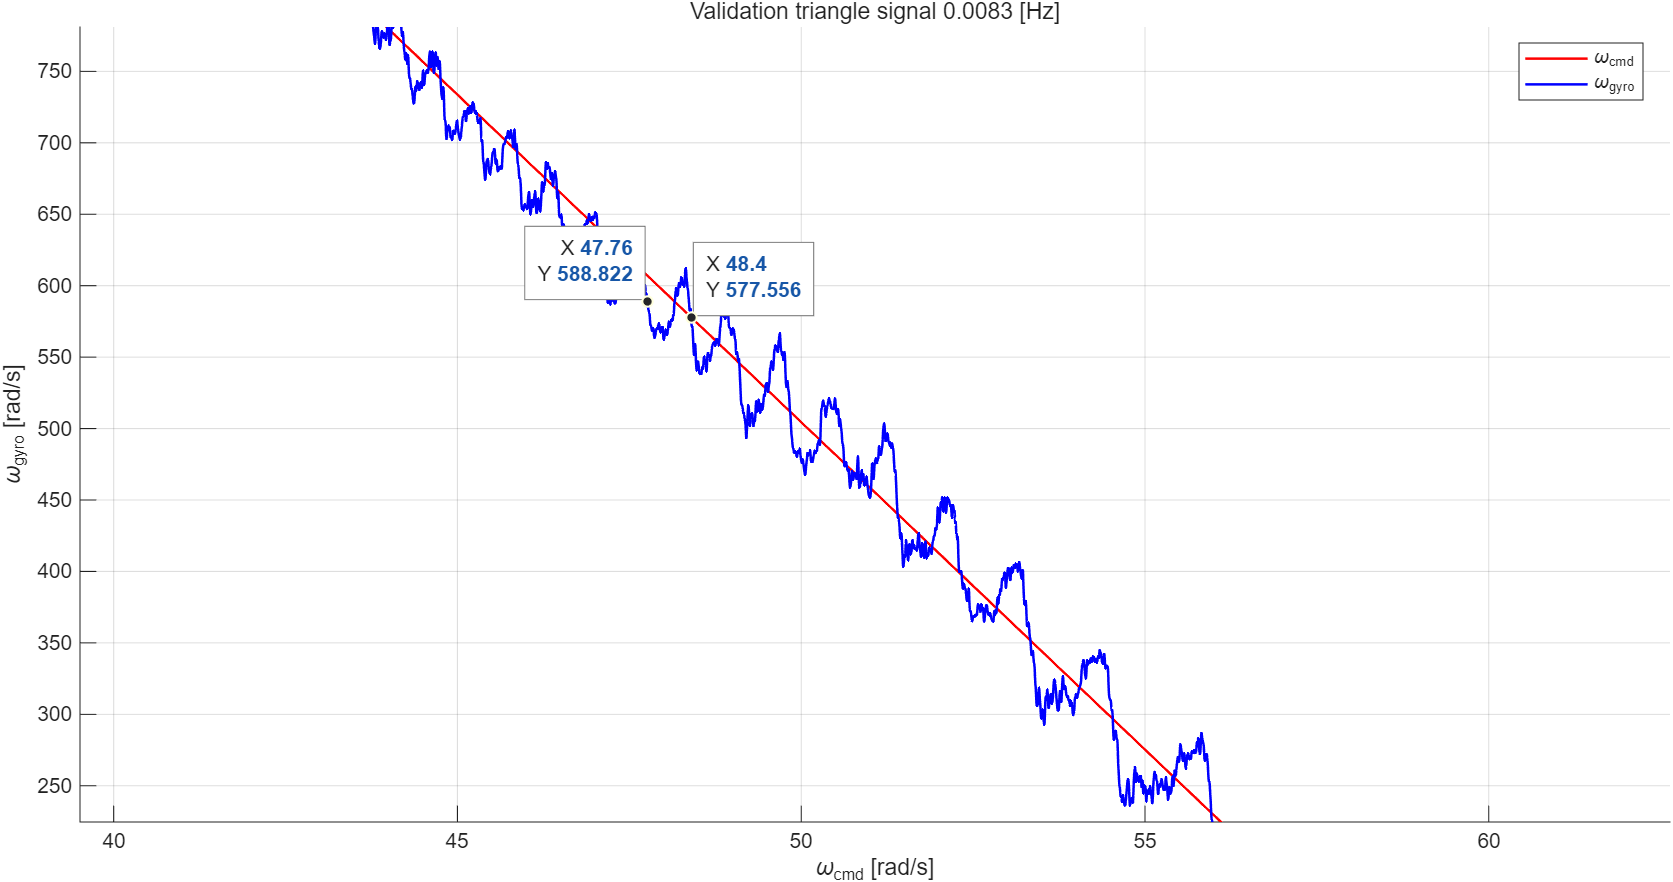 Validation triangle signal 0.0083 [Hz]
ωcmd
ωgyro
750
700
650
600
550
500
450
400
350
300
250
X 47.76
Y 588.822
X 48.4
Y 577.556
ωgyro [rad/s]
40
45
50
55
60
ωcmd [rad/s]